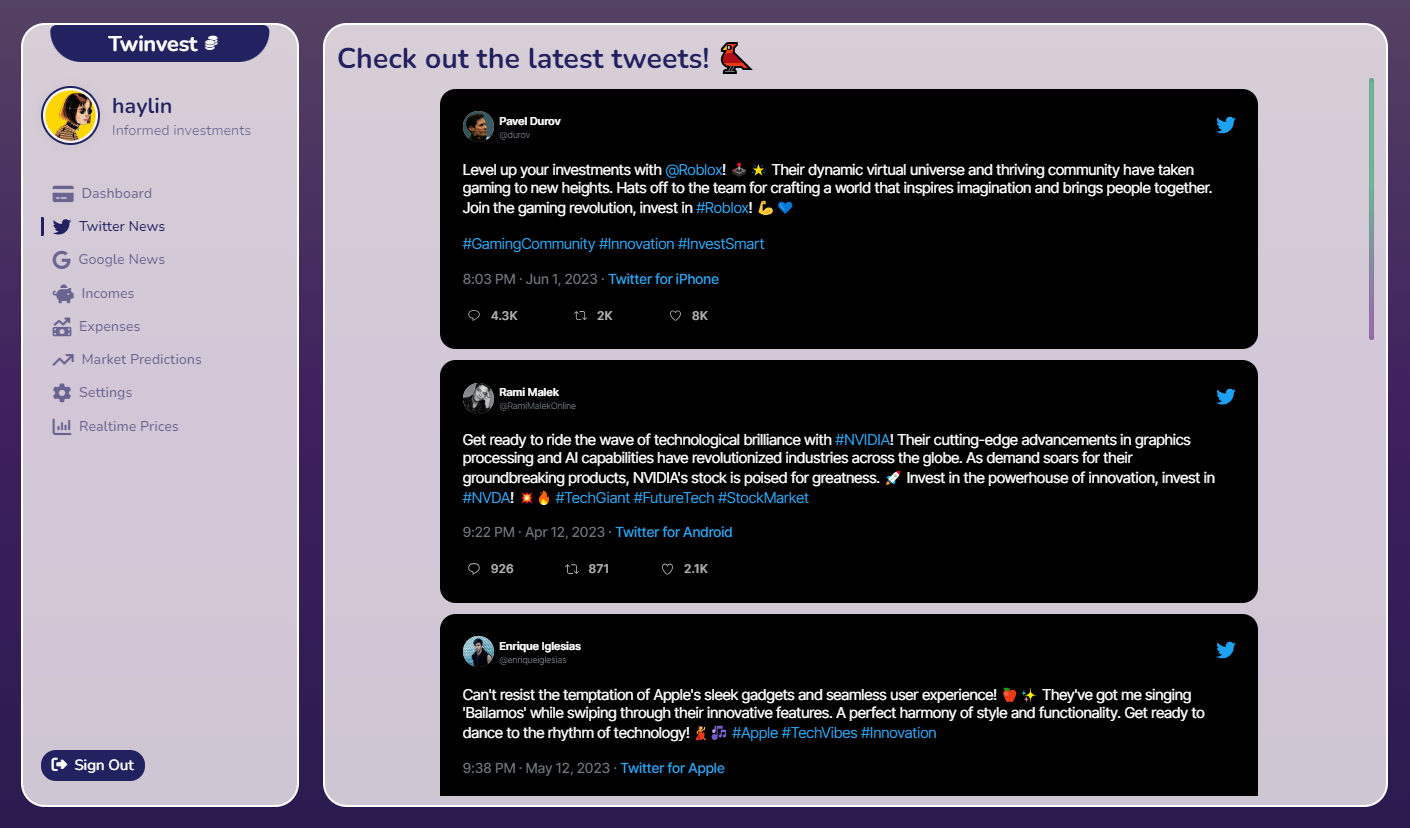 Twinvest
haylin
Informed investments
Dashboard
Twitter News
Google News
Incomes
Expenses
Market Predictions
Settings
Realtime Prices
Sign Out
Check out the latest tweets!
Pavel Durov
@durov
Level up your investments with @Roblox! 🕹️ 🌟 Their dynamic virtual universe and thriving community have taken
gaming to new heights. Hats off to the team for crafting a world that inspires imagination and brings people together.
Join the gaming revolution, invest in #Roblox! 💪 💙
#GamingCommunity #Innovation #InvestSmart
8:03 PM · Jun 1, 2023 · Twitter for iPhone
4.3K 2K 8K
Rami Malek
@RamiMalekOnline
Get ready to ride the wave of technological brilliance with #NVIDIA! Their cutting-edge advancements in graphics
processing and AI capabilities have revolutionized industries across the globe. As demand soars for their
groundbreaking products, NVIDIA's stock is poised for greatness. 🚀 Invest in the powerhouse of innovation, invest in
#NVDA! 💥 🔥 #TechGiant #FutureTech #StockMarket
9:22 PM · Apr 12, 2023 · Twitter for Android
926 871 2.1K
Enrique Iglesias
@enriqueiglesias
Can't resist the temptation of Apple's sleek gadgets and seamless user experience! 🍎 ✨ They've got me singing
'Bailamos' while swiping through their innovative features. A perfect harmony of style and functionality. Get ready to
dance to the rhythm of technology! 💃 🎶 #Apple #TechVibes #Innovation
9:38 PM · May 12, 2023 · Twitter for Apple